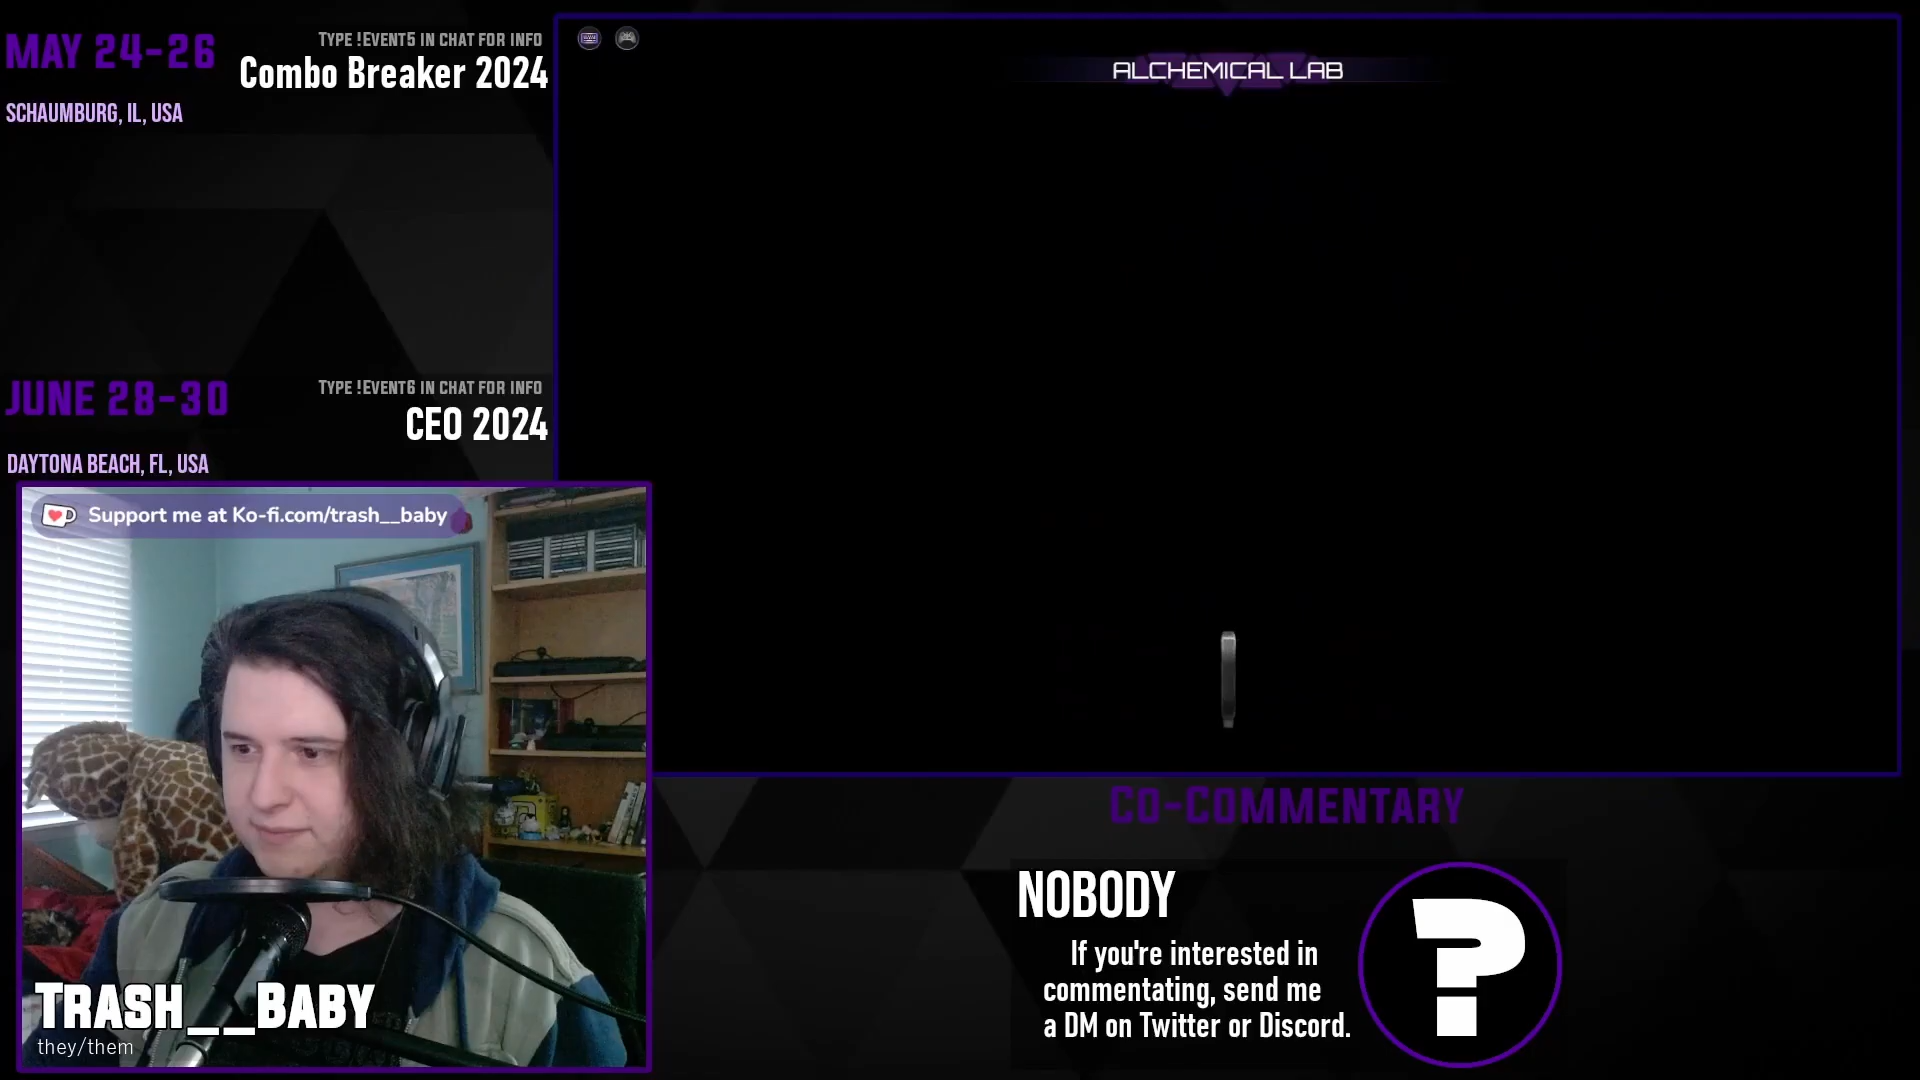 MAY 24-26
TYPE !EVENT5 IN CHAT FOR INFO
Combo Breaker 2024
SCHAUMBURG, IL, USA
ALCHEMICAL LAB
JUNE 28-30
TYPE !EVENT6 IN CHAT FOR INFO
CEO 2024
DAYTONA BEACH, FL, USA
Support me at Ko-fi.com/trash__baby
TRASH__BABY
they/them
CO-COMMENTARY
NOBODY
If you're interested in
commentating, send me
a DM on Twitter or Discord.
?